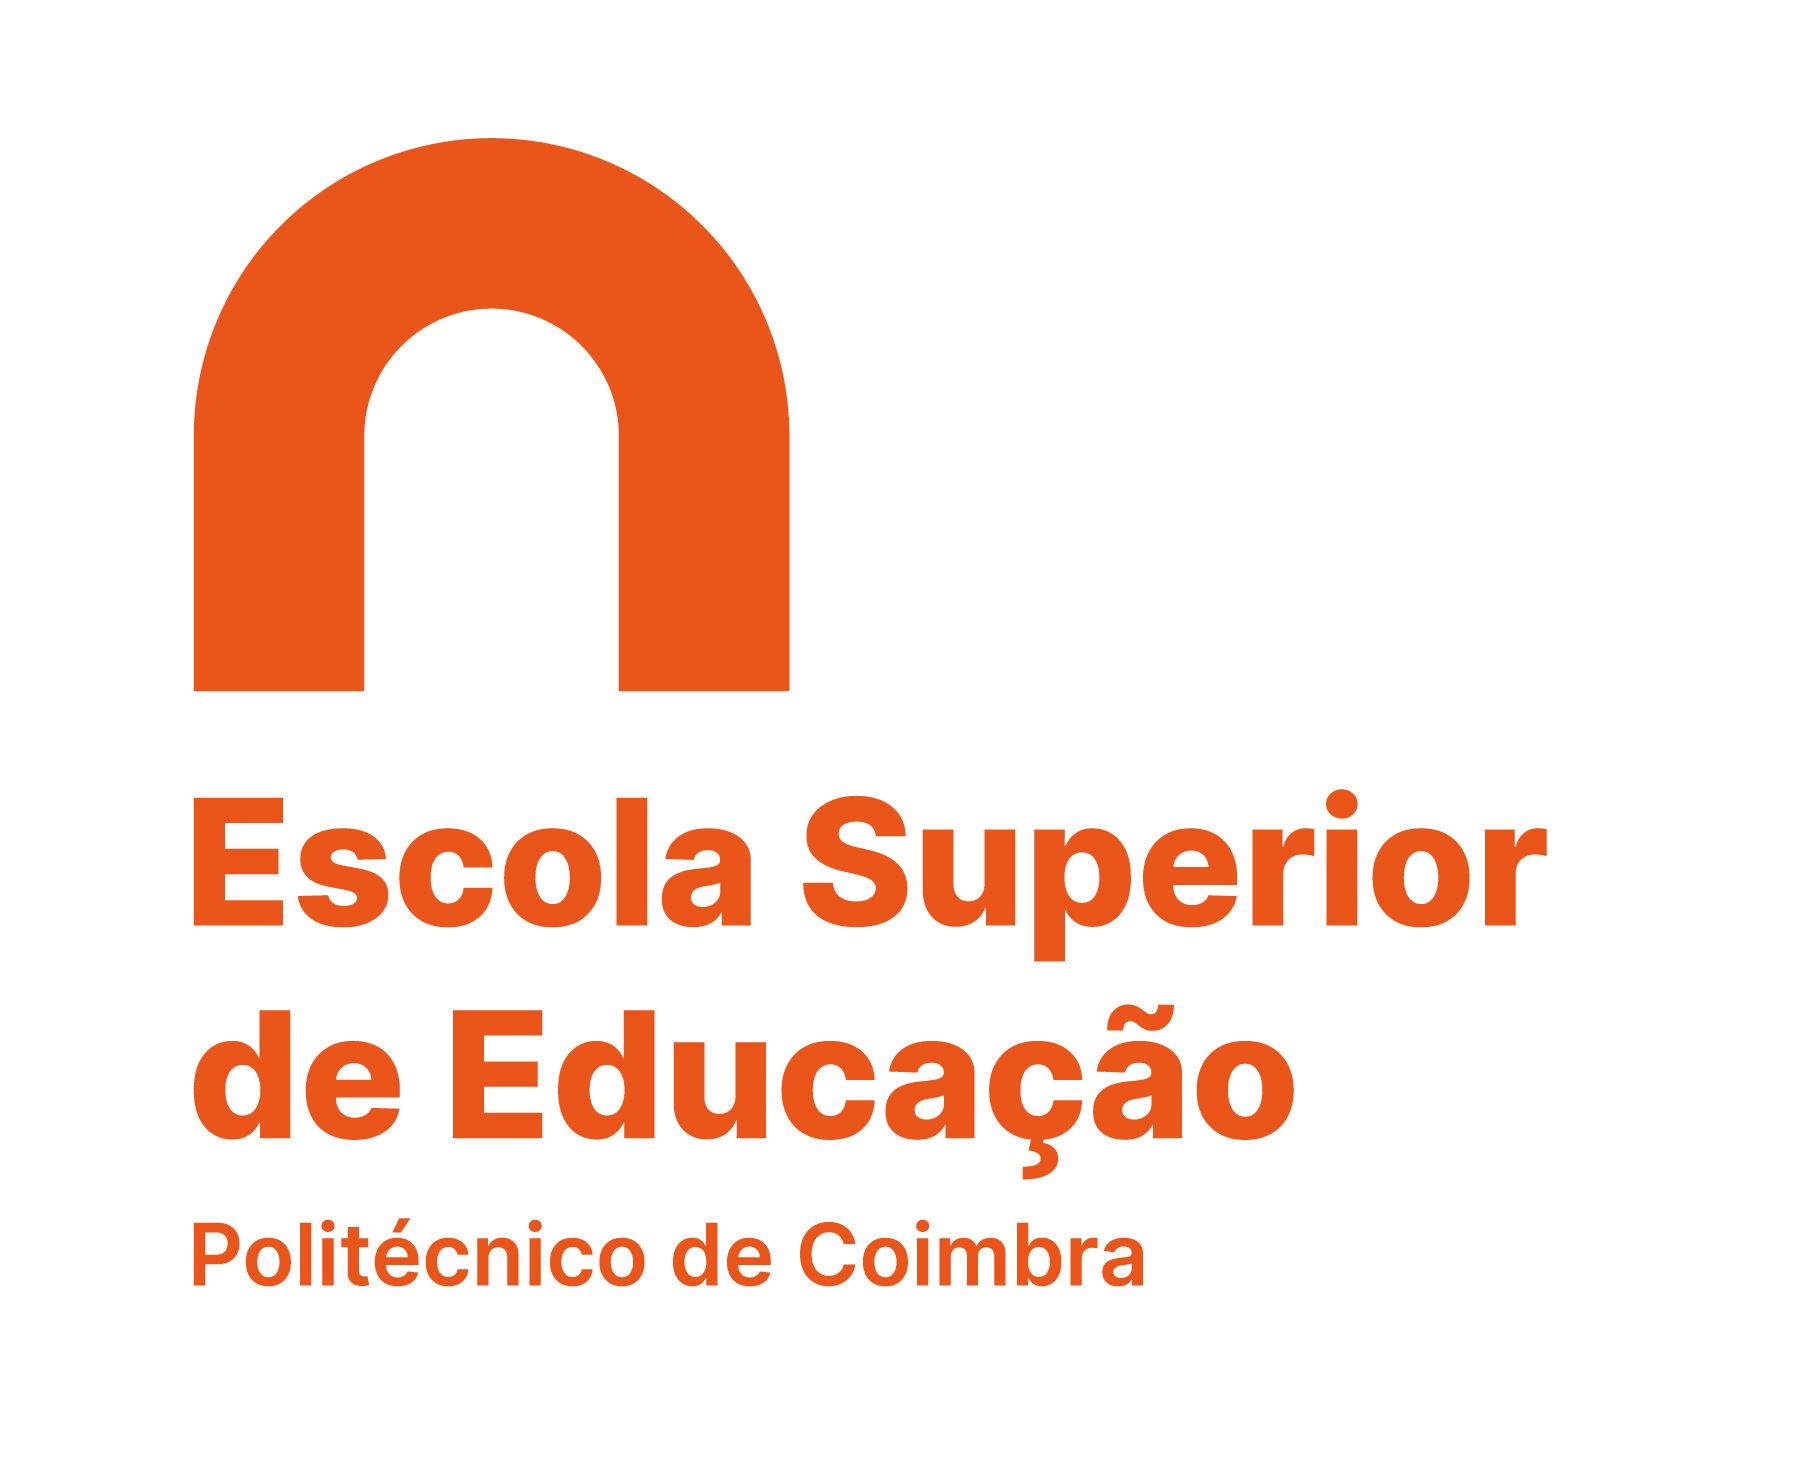 Escola Superior
de Educação
Politécnico de Coimbra